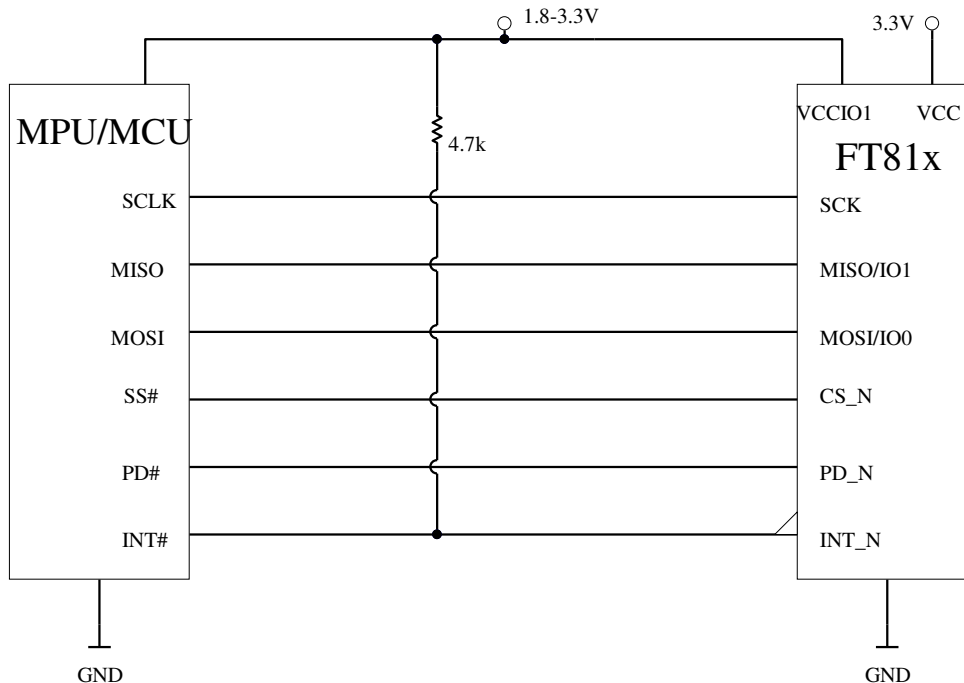 1.8-3.3V
3.3V
MPU/MCU
VCCIO1 VCC
FT81x
4.7k
SCLK
SCK
MISO
MISO/IO1
MOSI
MOSI/IO0
SS#
CS_N
PD#
PD_N
INT#
INT_N
GND
GND